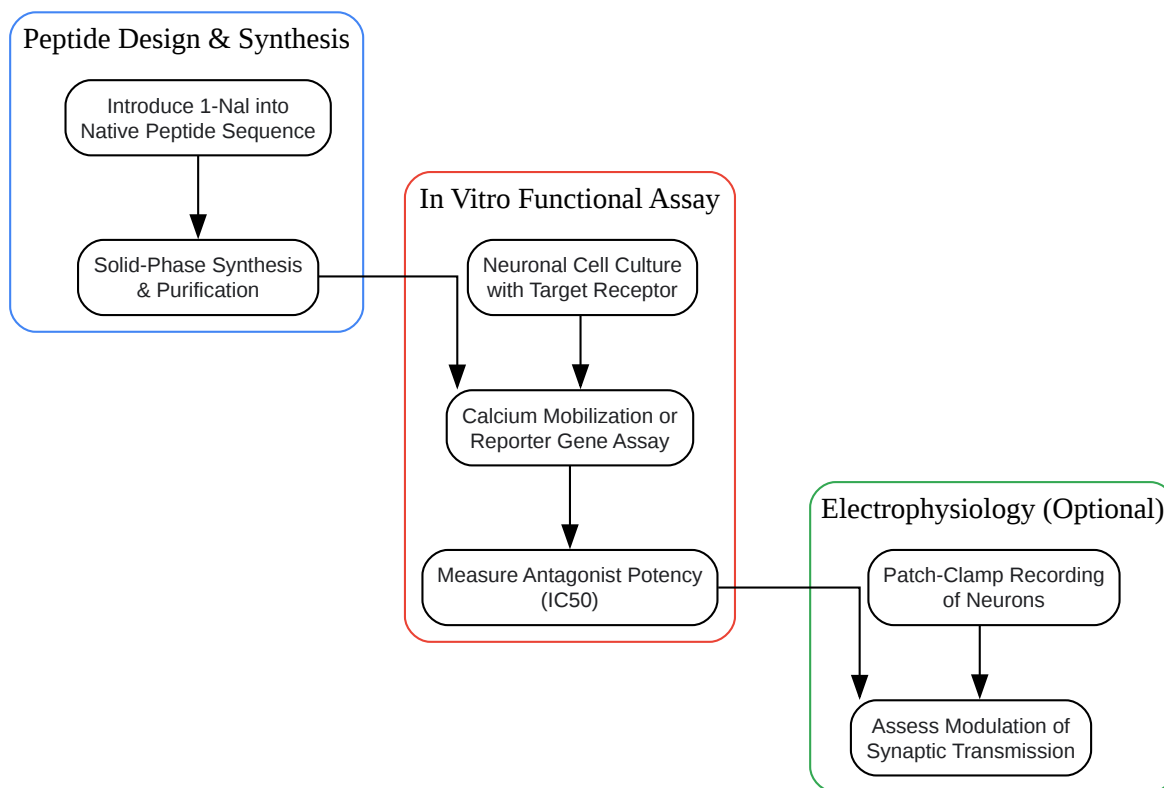 Peptide Design & Synthesis
Introduce 1-Nal into
Native Peptide Sequence
Solid-Phase Synthesis
& Purification
In Vitro Functional Assay
Neuronal Cell Culture
with Target Receptor
Calcium Mobilization or
Reporter Gene Assay
Measure Antagonist Potency
(IC50)
Electrophysiology (Optional)
Patch-Clamp Recording
of Neurons
Assess Modulation of
Synaptic Transmission